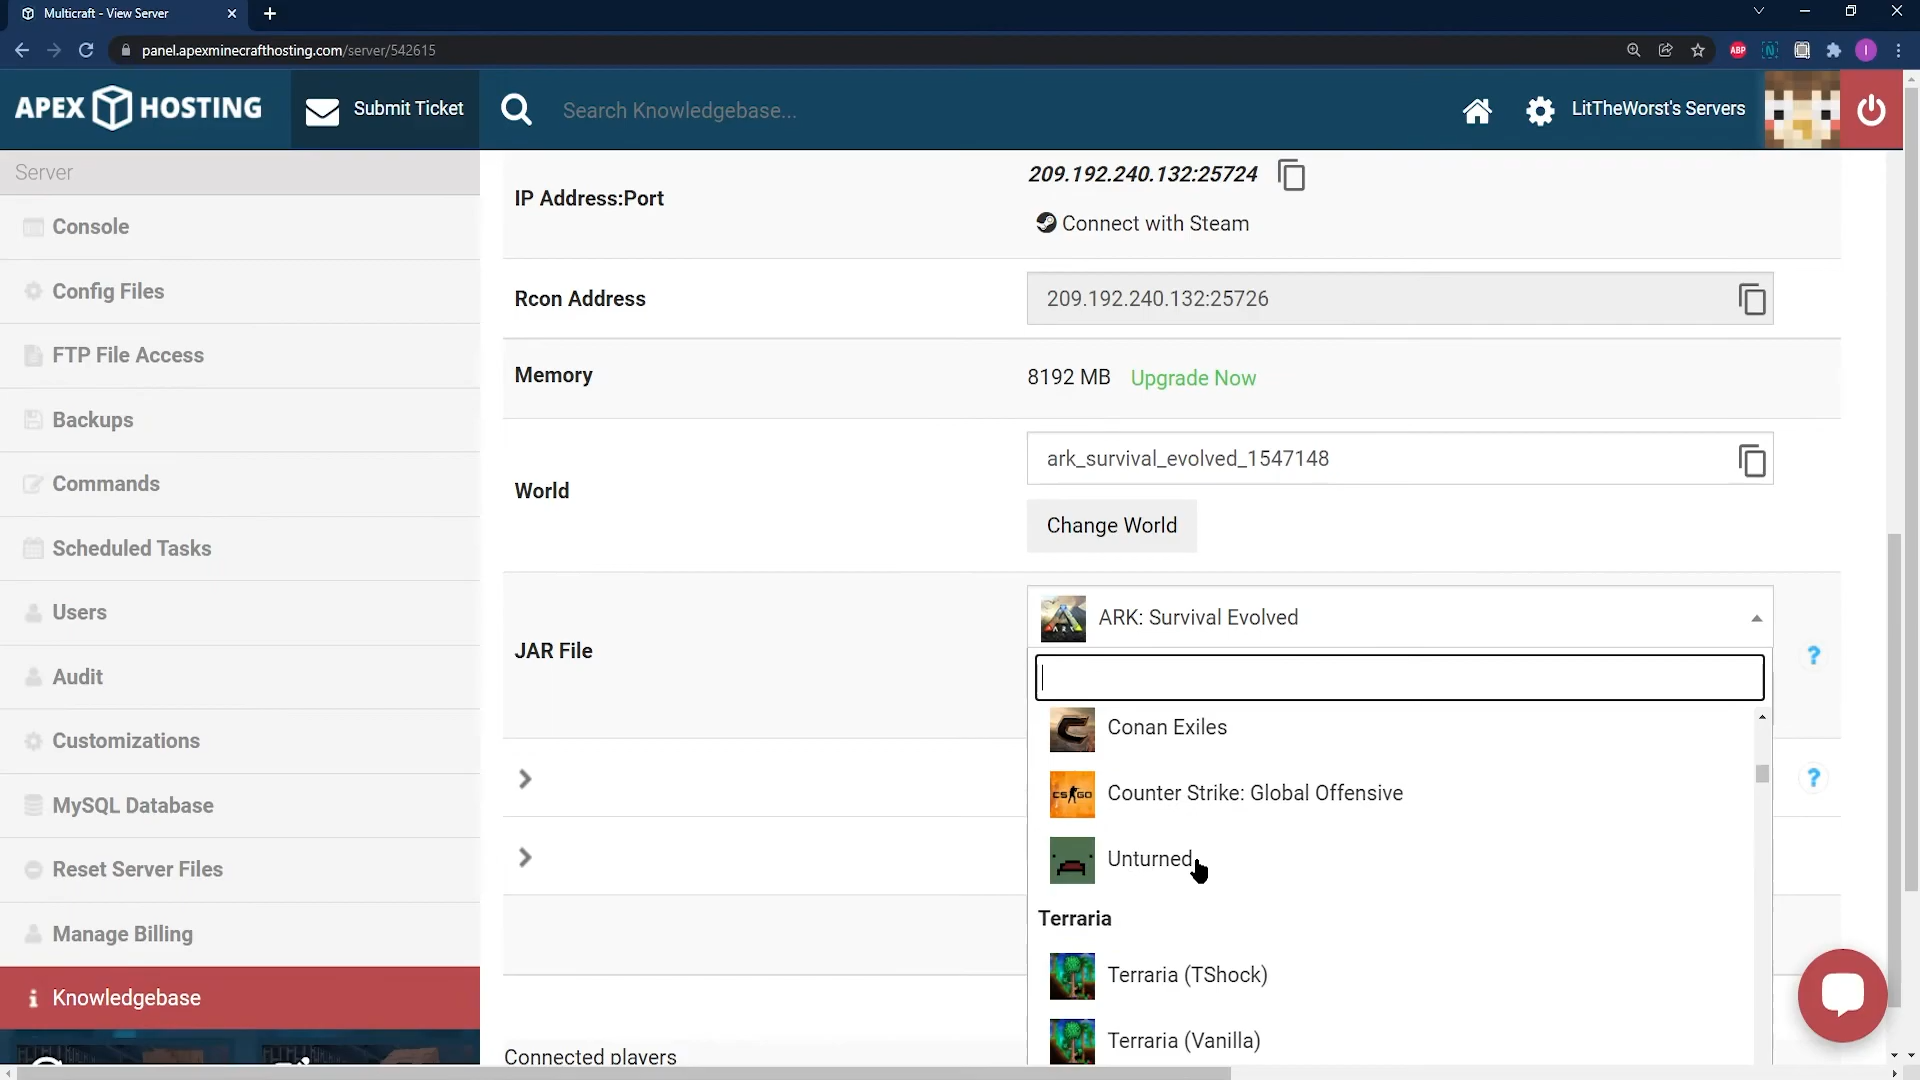 Multicraft - View Server
panel.apexminecrafthosting.com/server/542615
ABP
N
I
APEX HOSTING
Submit Ticket
Search Knowledgebase...
LitTheWorst's Servers
Server
Console
Config Files
FTP File Access
Backups
Commands
Scheduled Tasks
Users
Audit
Customizations
MySQL Database
Reset Server Files
Manage Billing
Knowledgebase
IP Address:Port
209.192.240.132:25724
Connect with Steam
Rcon Address
209.192.240.132:25726
Memory
8192 MB Upgrade Now
World
ark_survival_evolved_1547148
Change World
JAR File
ARK
ARK: Survival Evolved
?
Conan Exiles
?
CS GO
Counter Strike: Global Offensive
Unturned
Terraria
Terraria (TShock)
Terraria (Vanilla)
Connected players